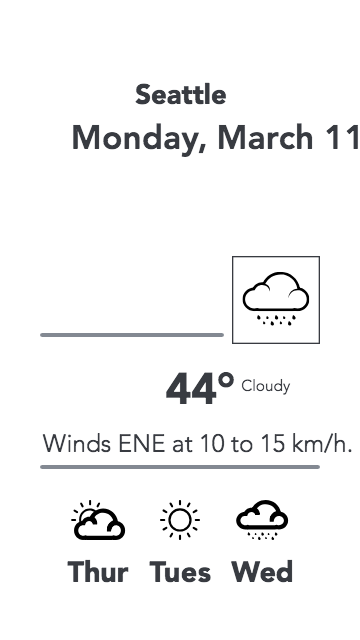 Seattle
Monday, March 11
44° Cloudy
Winds ENE at 10 to 15 km/h.
Thur Tues Wed